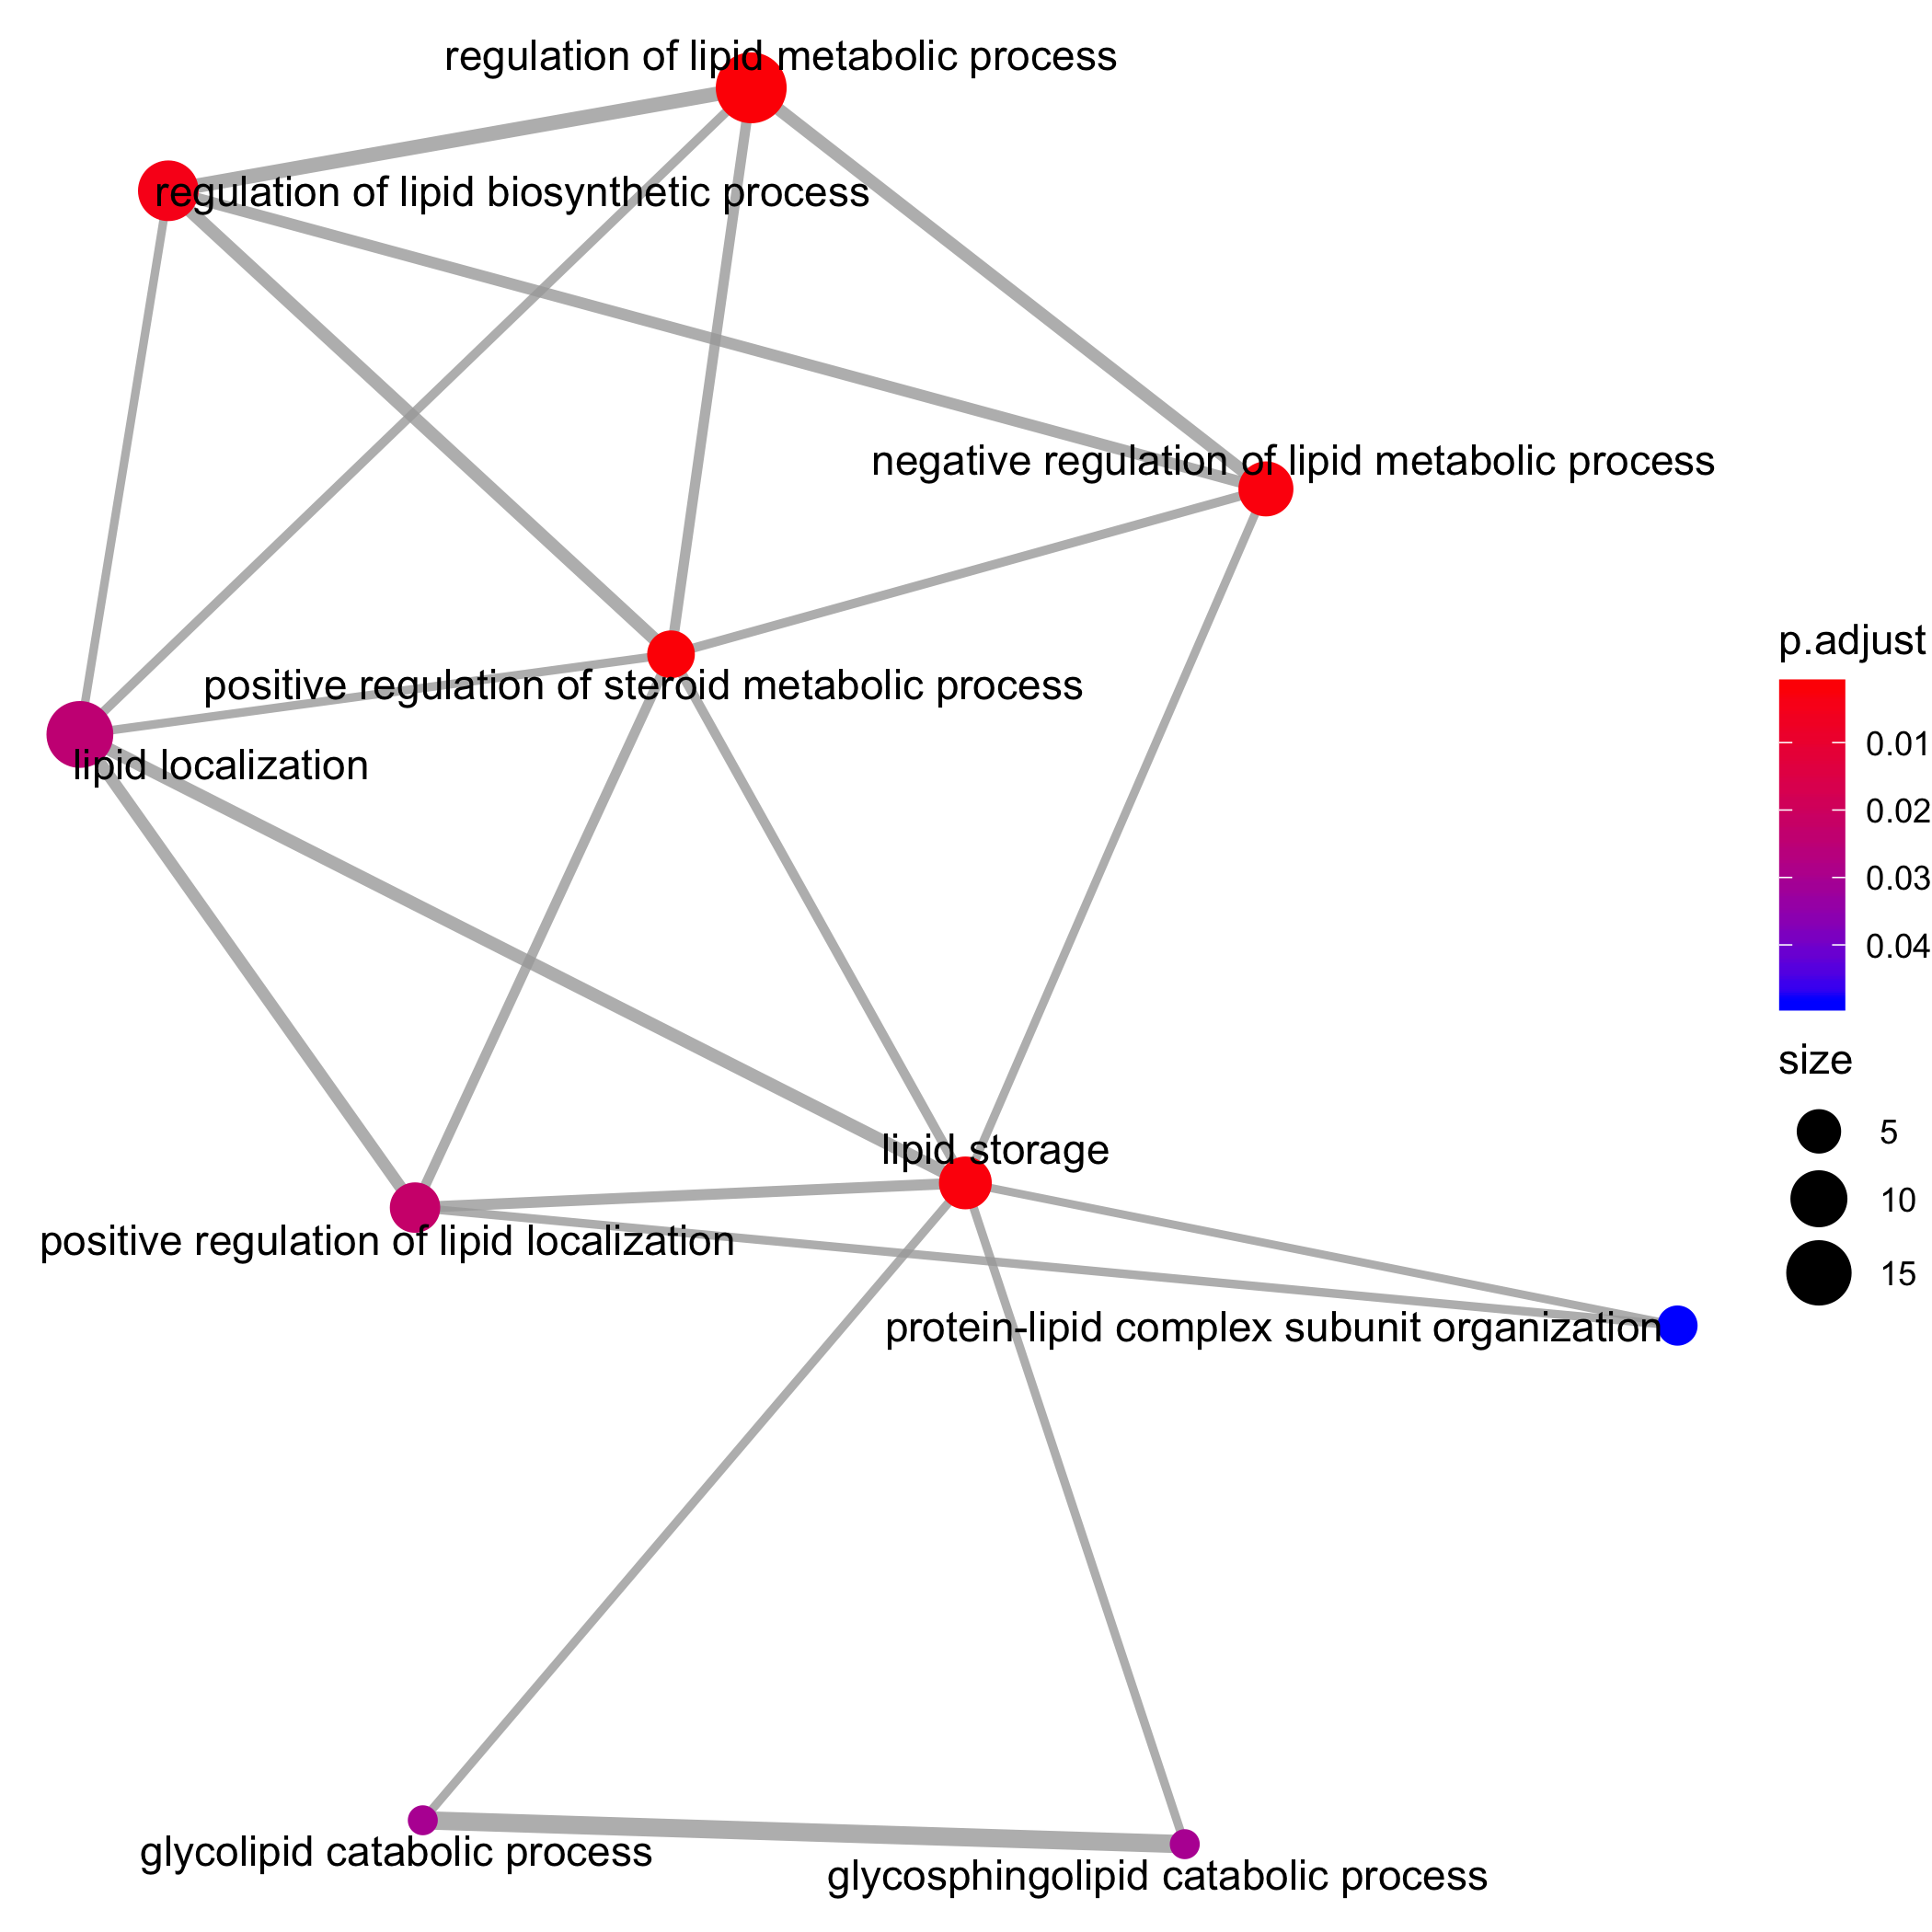 regulation of lipid metabolic process
regulation of lipid biosynthetic process
negative regulation of lipid metabolic process
positive regulation of steroid metabolic process
lipid localization
lipid storage
positive regulation of lipid localization
protein-lipid complex subunit organization
glycolipid catabolic process
glycosphingolipid catabolic process
p.adjust
0.01
0.02
0.03
0.04
size
5
10
15